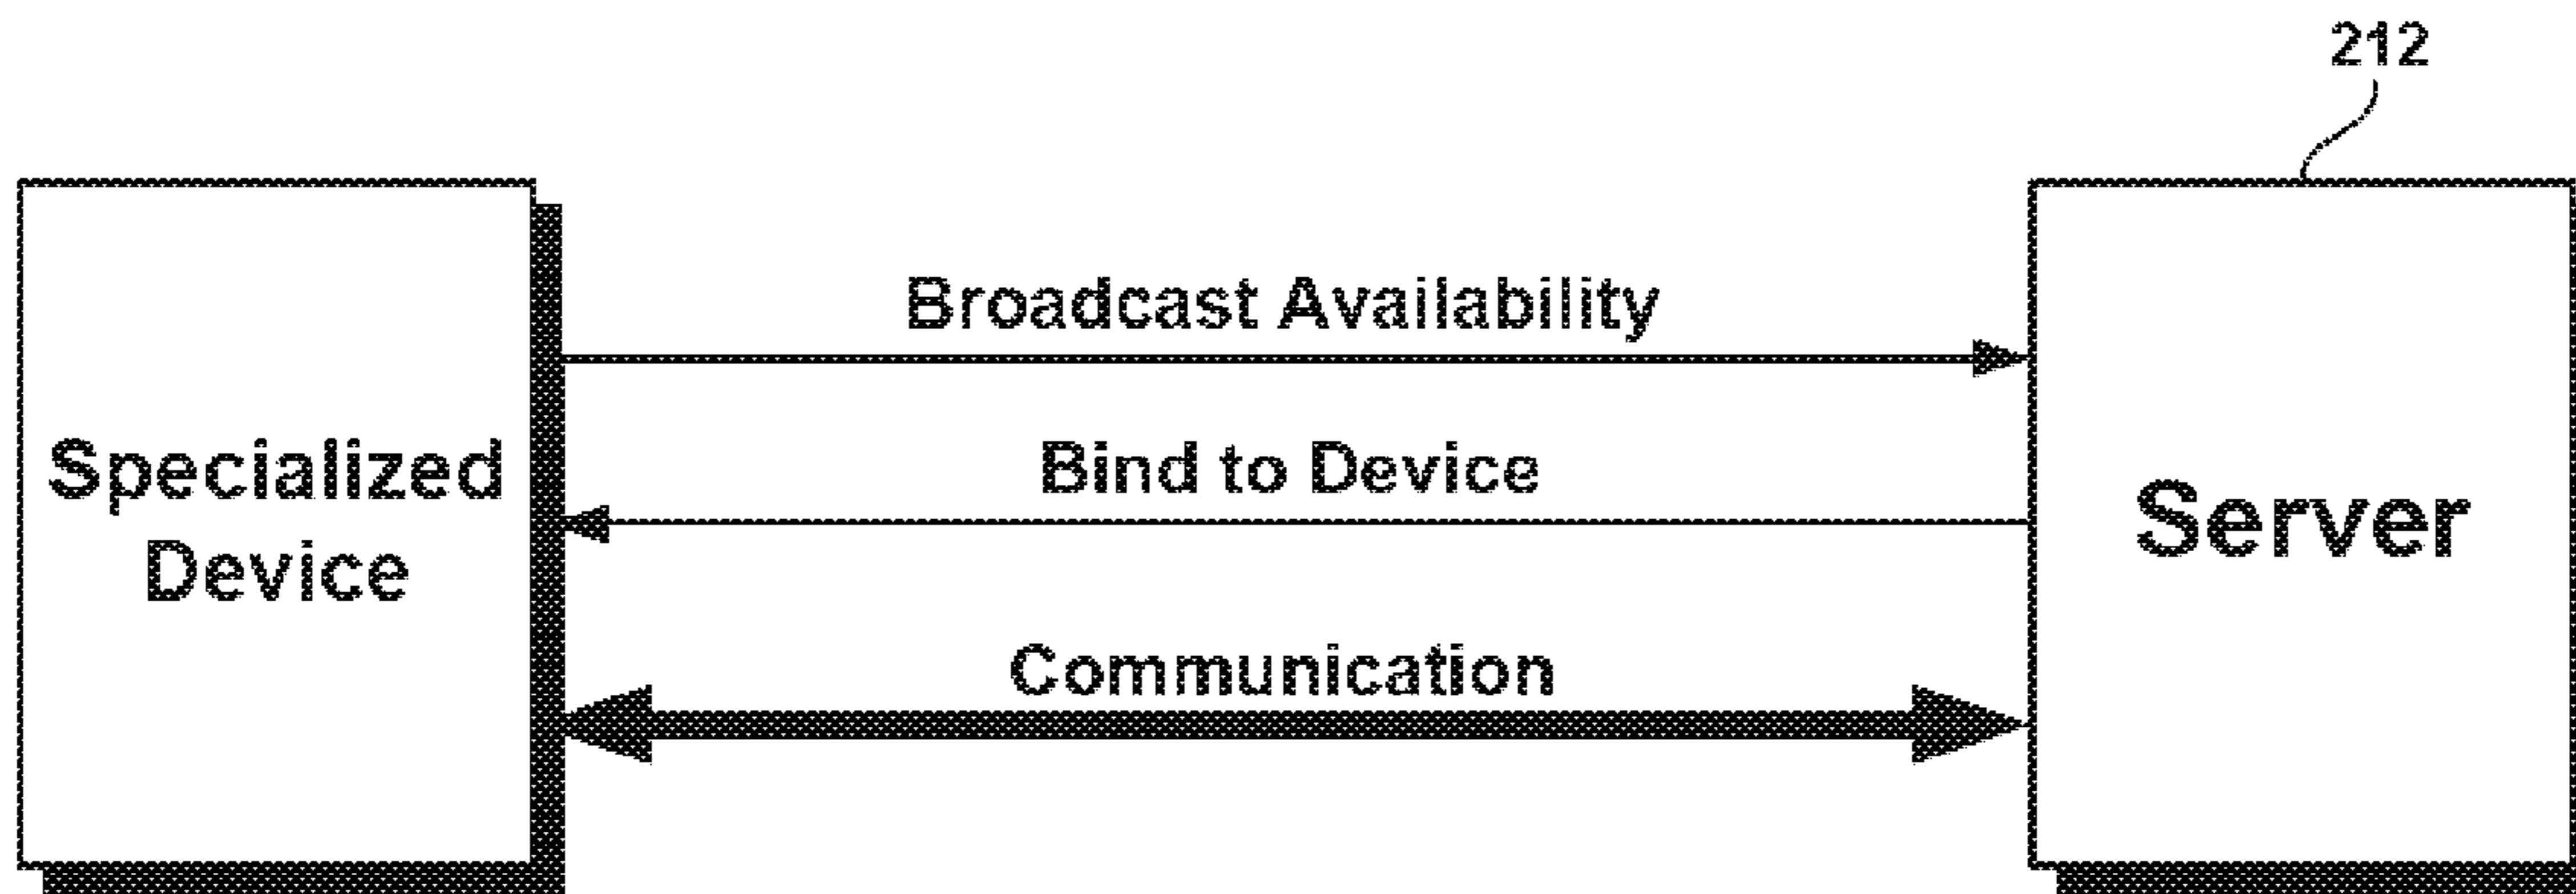 212
Broadcast Availability
Bind to Device
Specialized
Device
Server
Communication